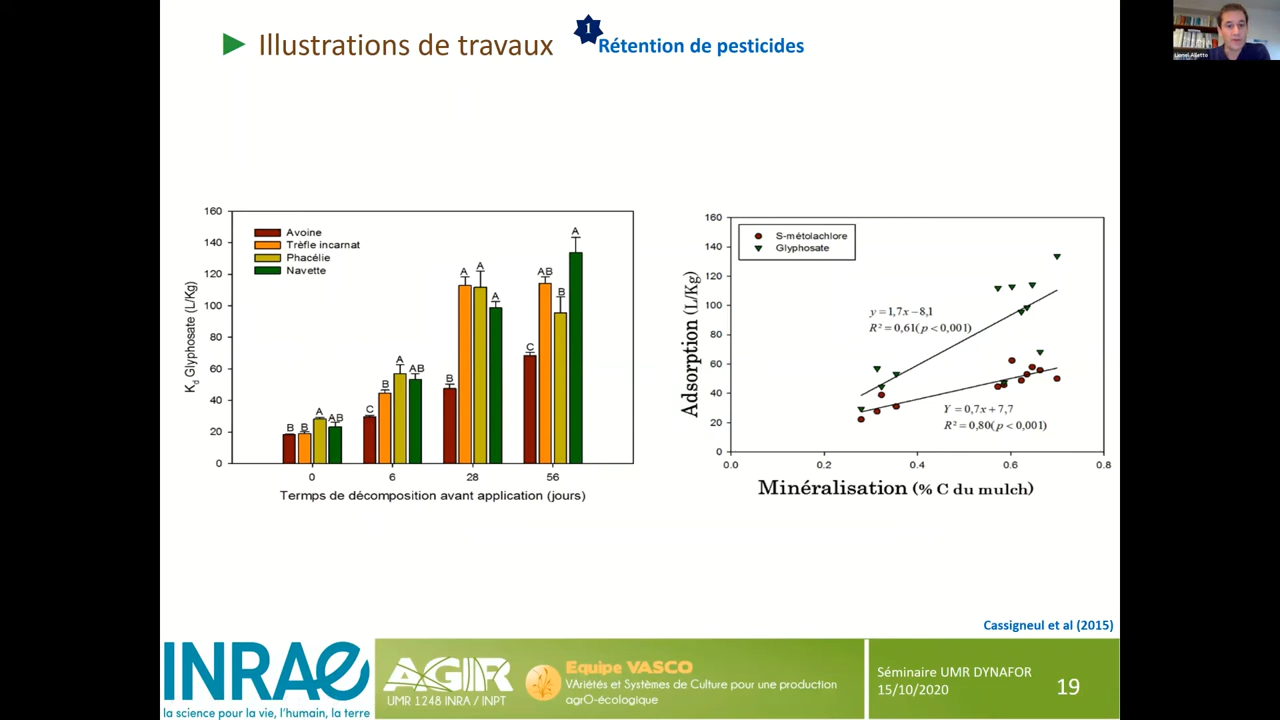 Illustrations de travaux
1
Rétention de pesticides
Lionel Alletto
160
140
120
100
80
60
40
20
0
Kd Glyphosate (L/Kg)
Avoine
Trèfle incarnat
Phacélie
Navette
B B A AB
C B A AB
B A A A
C AB B A
0 6 28 56
Termps de décomposition avant application (jours)
160
140
120
100
80
60
40
20
0
Adsorption (L/Kg)
S-métolachlore
Glyphosate
y = 1,7x − 8,1
R² = 0,61(p < 0,001)
Y = 0,7x + 7,7
R² = 0,80(p < 0,001)
0.0 0.2 0.4 0.6 0.8
Minéralisation (% C du mulch)
Cassigneul et al (2015)
INRAE
la science pour la vie, l'humain, la terre
AGIR
UMR 1248 INRA / INPT
Equipe VASCO
VAriétés et Systèmes de Culture pour une production
agrO-écologique
Séminaire UMR DYNAFOR
15/10/2020
19